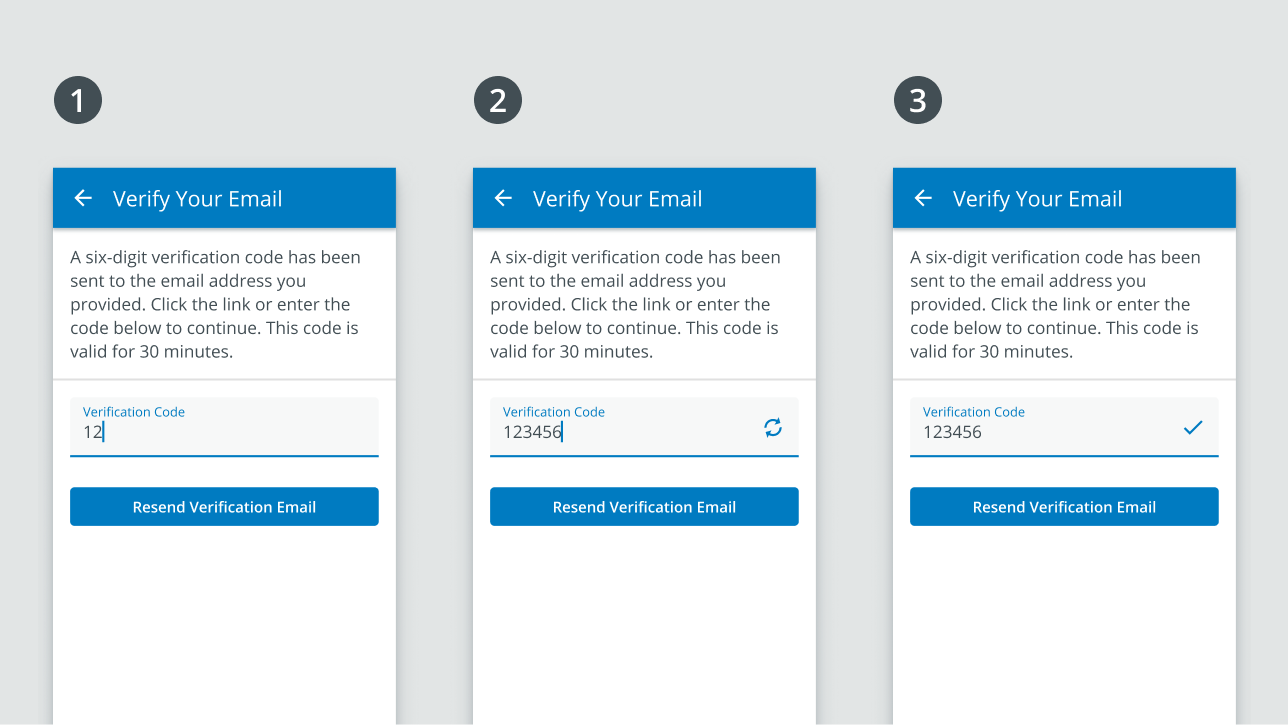 1
Verify Your Email
A six-digit verification code has been
sent to the email address you
provided. Click the link or enter the
code below to continue. This code is
valid for 30 minutes.
Verification Code
12
Resend Verification Email
2
Verify Your Email
A six-digit verification code has been
sent to the email address you
provided. Click the link or enter the
code below to continue. This code is
valid for 30 minutes.
Verification Code
123456
Resend Verification Email
3
Verify Your Email
A six-digit verification code has been
sent to the email address you
provided. Click the link or enter the
code below to continue. This code is
valid for 30 minutes.
Verification Code
123456
Resend Verification Email